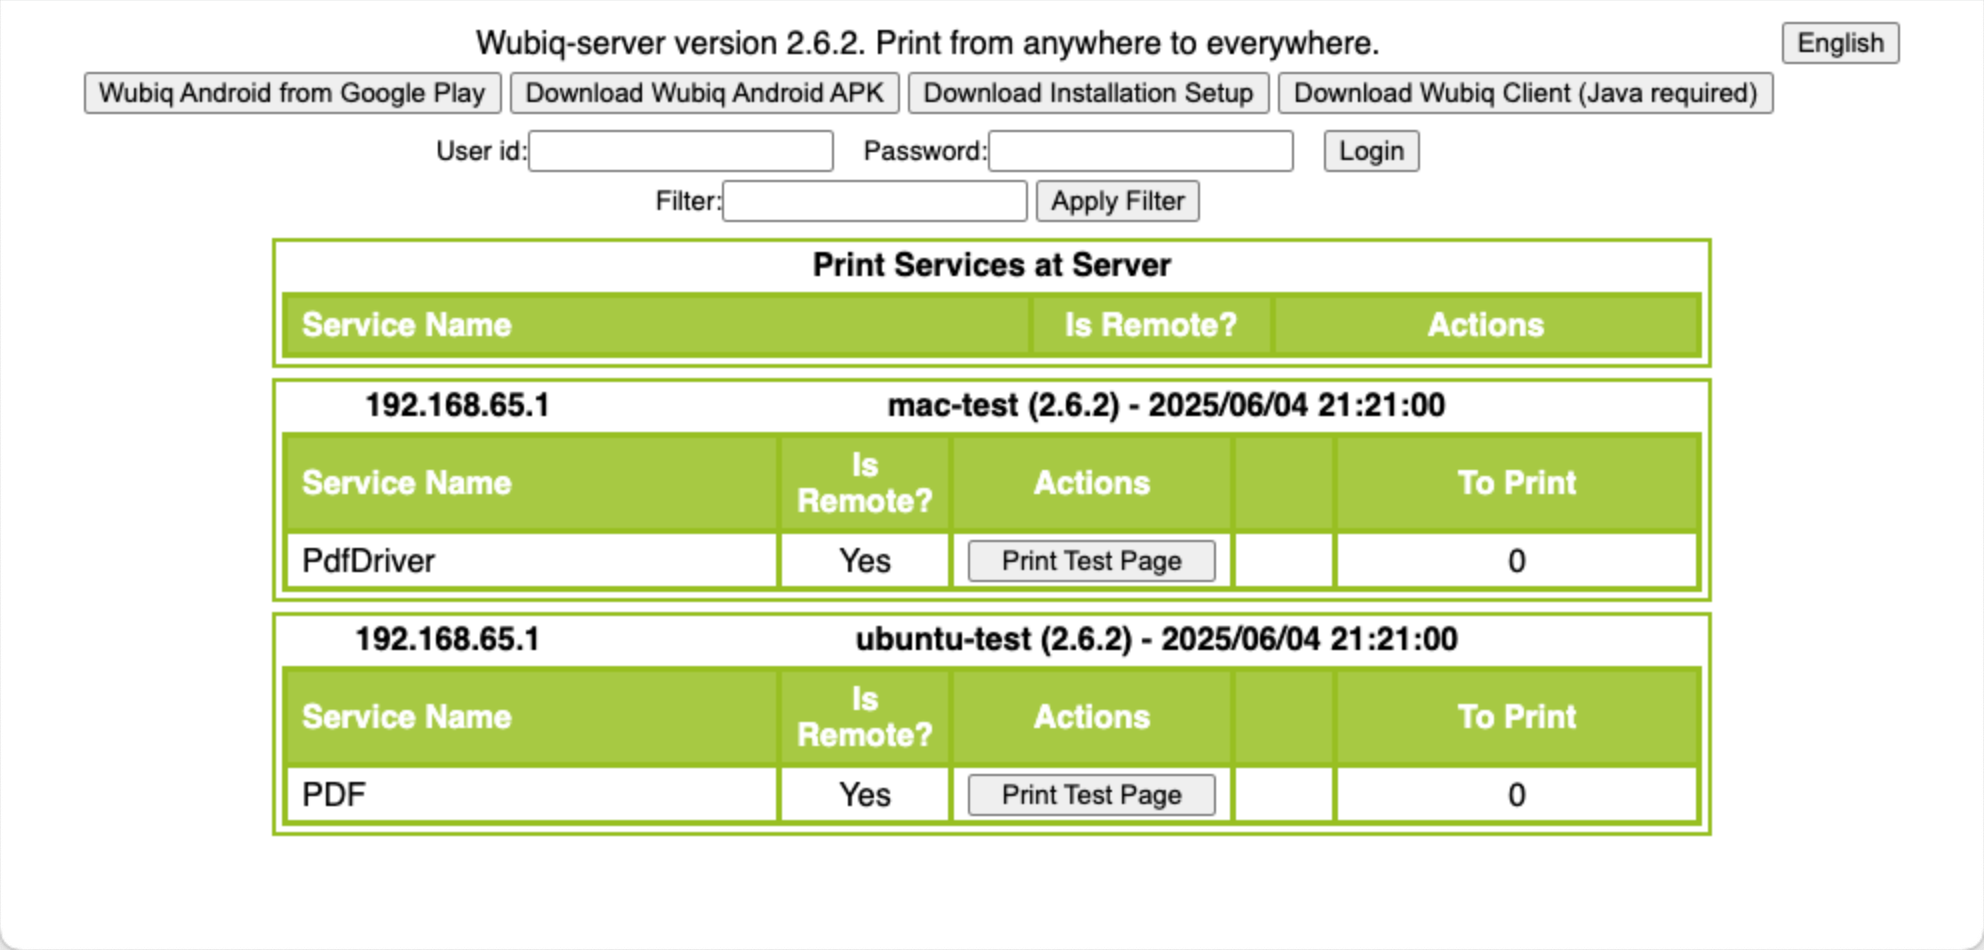 Wubiq-server version 2.6.2. Print from anywhere to everywhere. English
Wubiq Android from Google Play Download Wubiq Android APK Download Installation Setup Download Wubiq Client (Java required)
User id: Password: Login
Filter: Apply Filter
Print Services at Server
Service Name Is Remote? Actions
192.168.65.1 mac-test (2.6.2) - 2025/06/04 21:21:00
Service Name Is Remote? Actions To Print
PdfDriver Yes Print Test Page 0
192.168.65.1 ubuntu-test (2.6.2) - 2025/06/04 21:21:00
Service Name Is Remote? Actions To Print
PDF Yes Print Test Page 0